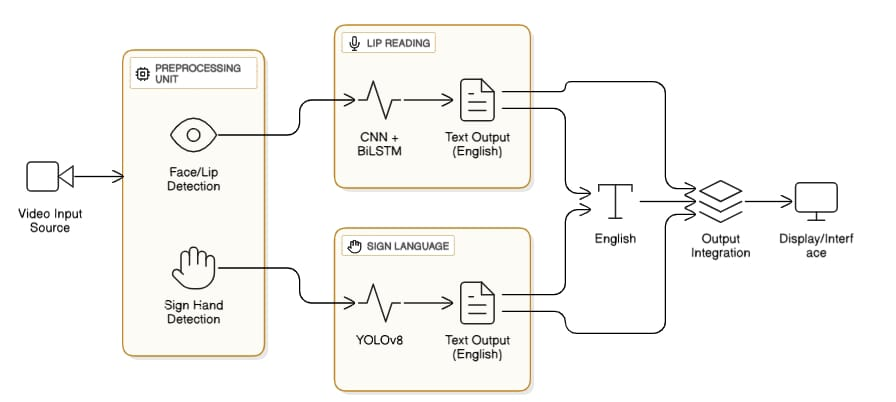 PREPROCESSING
UNIT
Face/Lip
Detection
Sign Hand
Detection
Video Input
Source
LIP READING
CNN +
BiLSTM
Text Output
(English)
SIGN LANGUAGE
YOLOv8
Text Output
(English)
English
Output
Integration
Display/Interf
ace